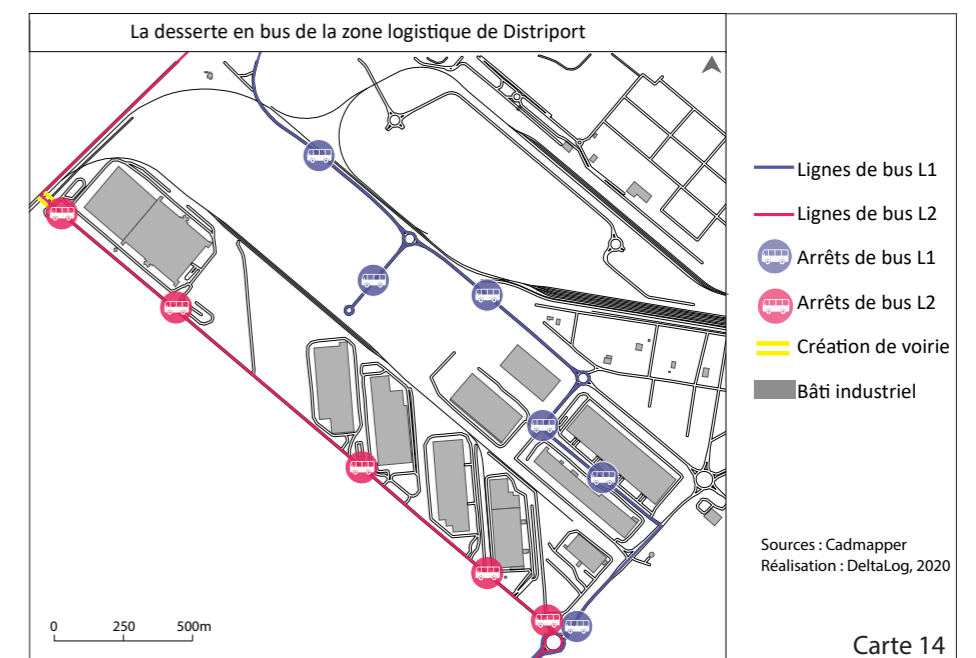 La desserte en bus de la zone logistique de Distriport
Lignes de bus L1
Lignes de bus L2
Arrêts de bus L1
Arrêts de bus L2
Création de voirie
Bâti industriel
Sources : Cadmapper
Réalisation : DeltaLog, 2020
0 250 500m
Carte 14